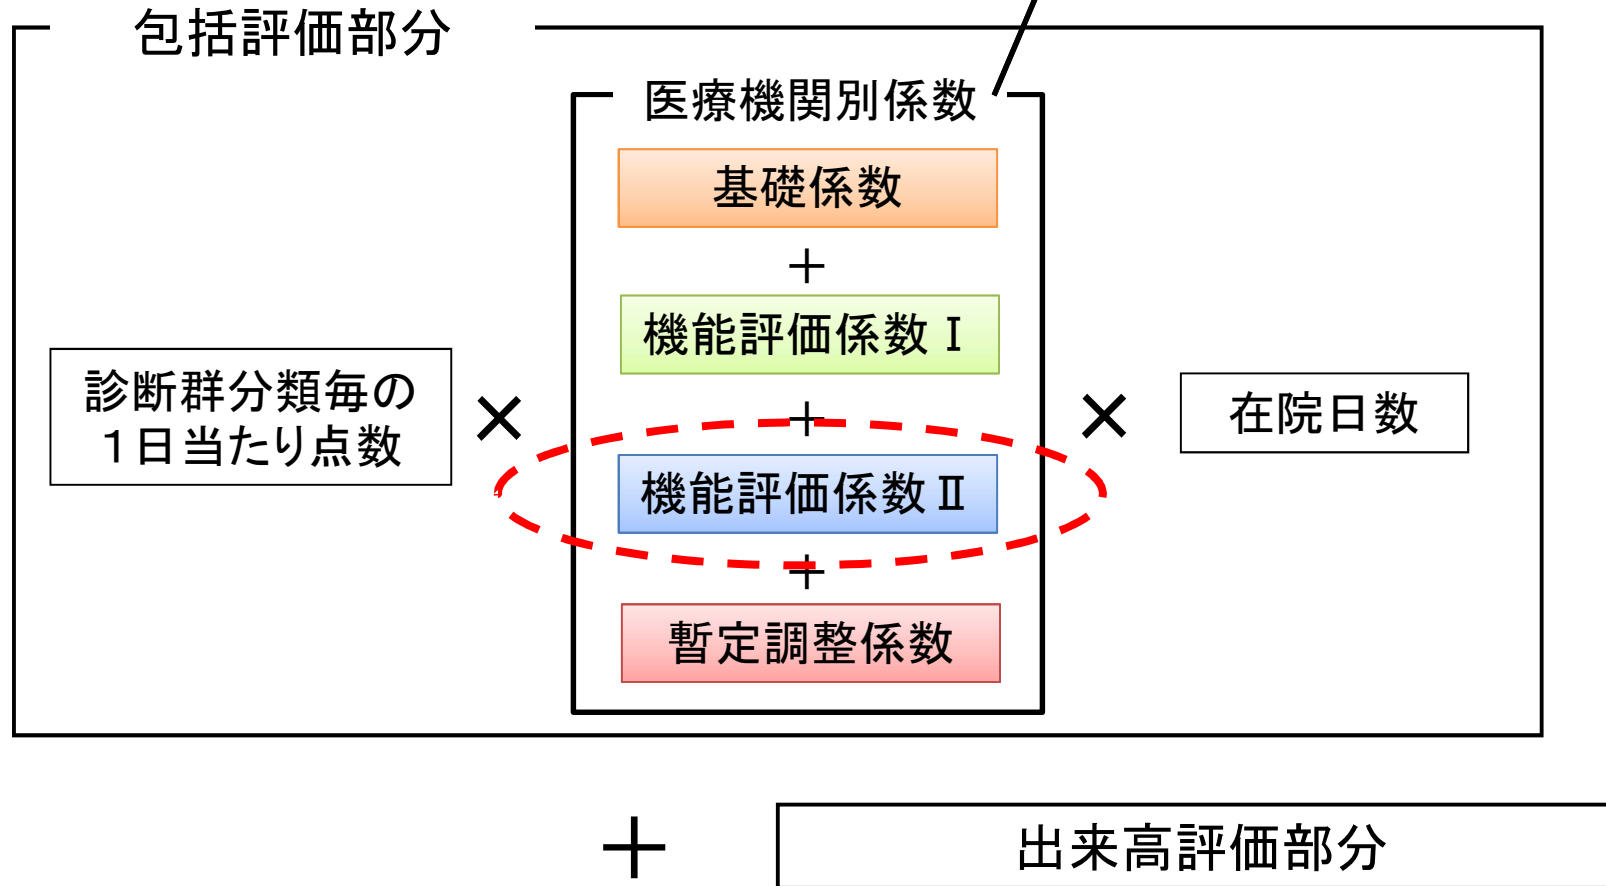 包括評価部分
医療機関別係数
基礎係数
＋
機能評価係数Ⅰ
＋
機能評価係数Ⅱ
＋
暫定調整係数
診断群分類毎の
１日当たり点数
×
×
在院日数
＋
出来高評価部分